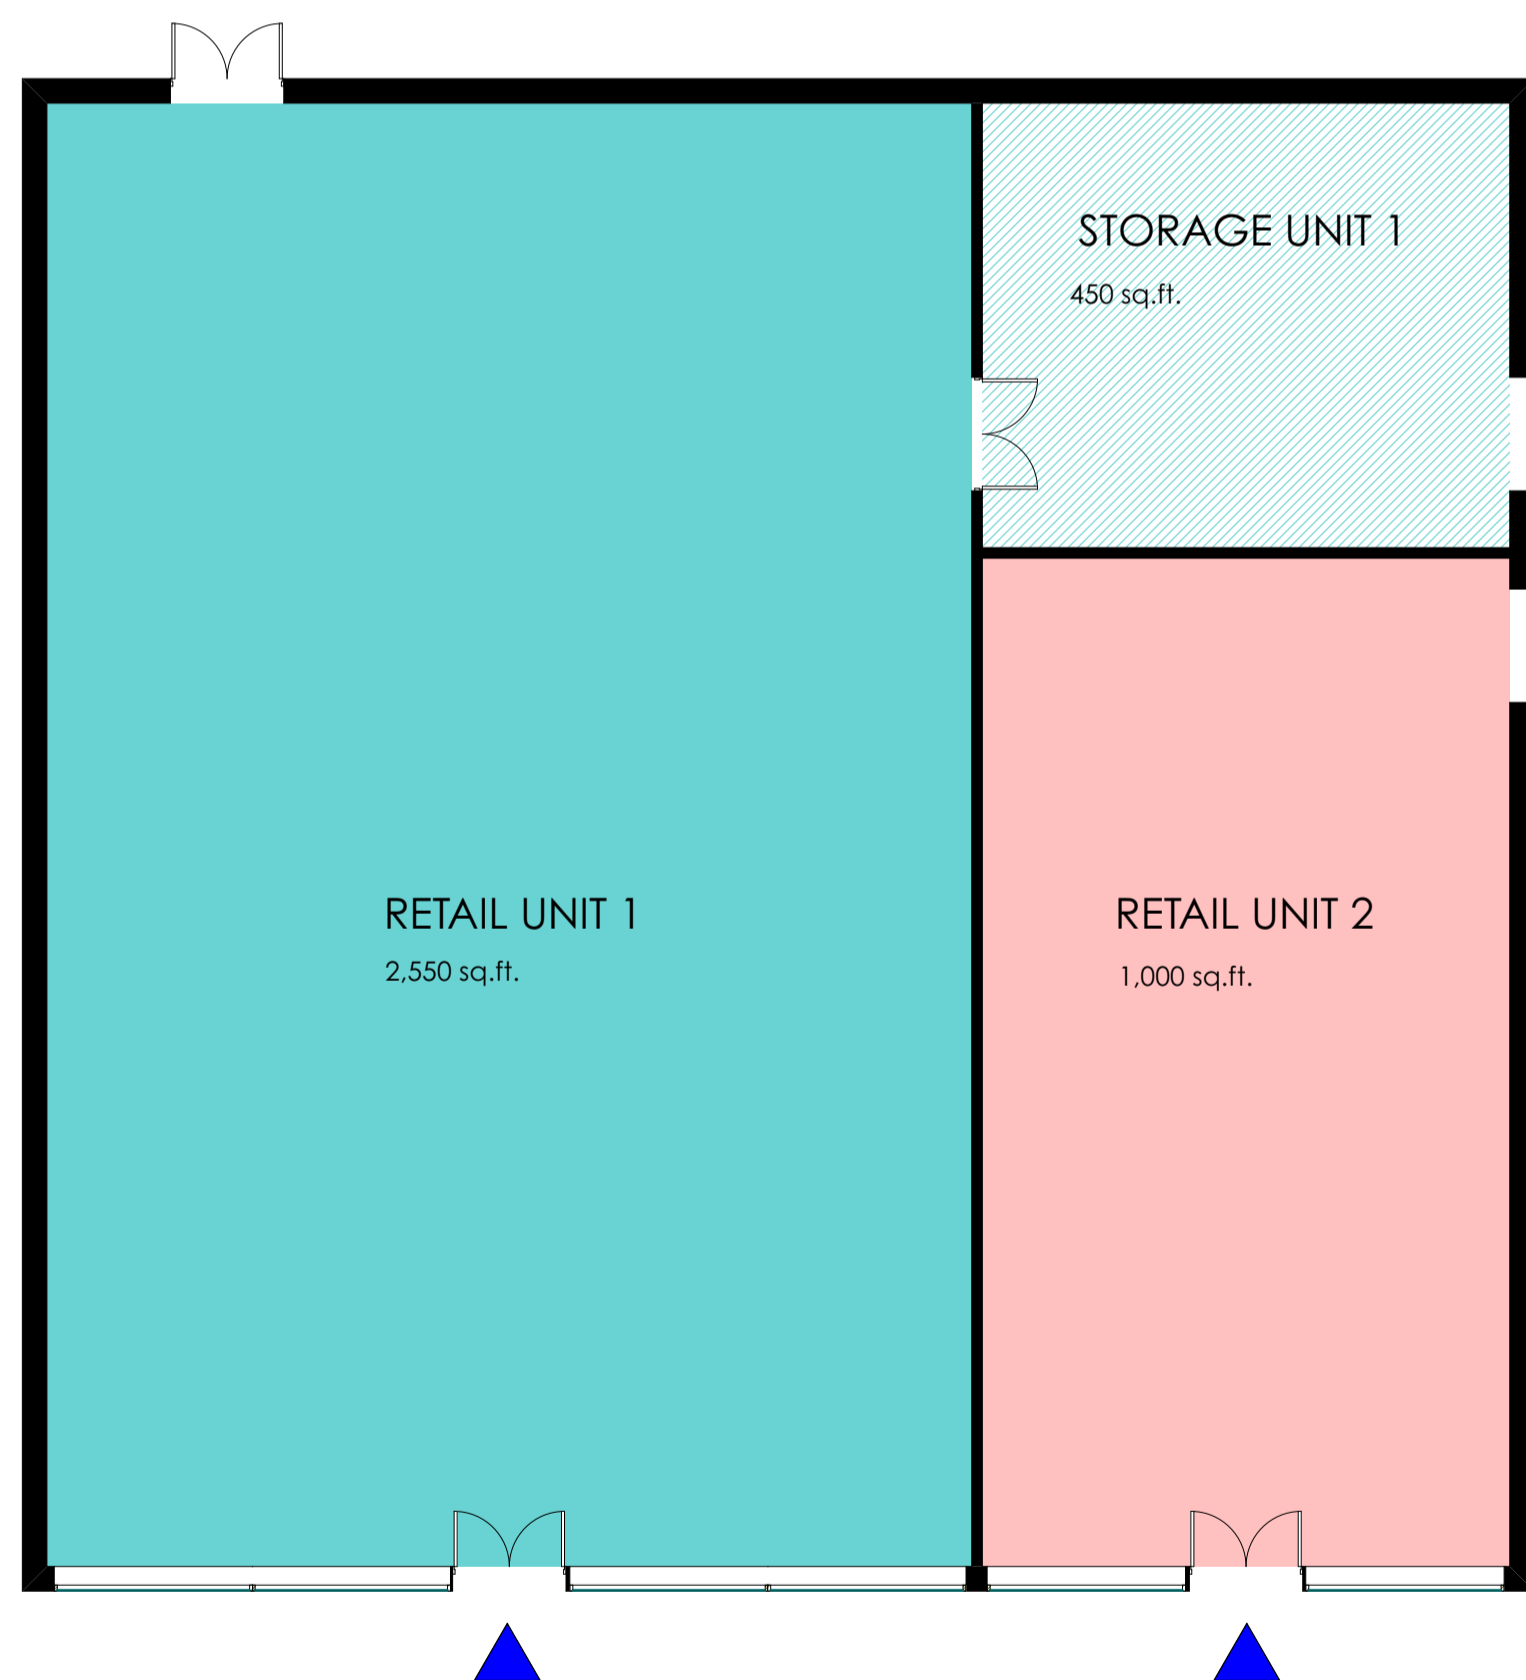 STORAGE UNIT 1
450 sq.ft.
RETAIL UNIT 1
2,550 sq.ft.
RETAIL UNIT 2
1,000 sq.ft.